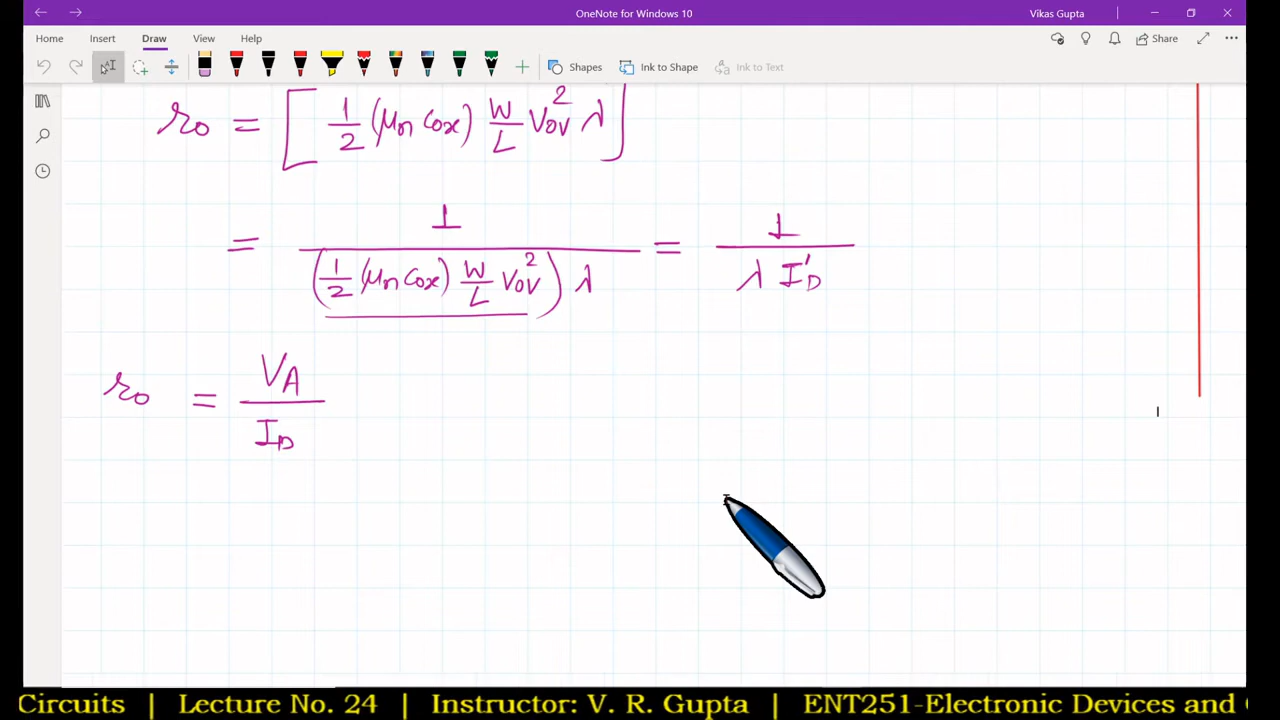 OneNote for Windows 10
Vikas Gupta
Home Insert Draw View Help
Share
Shapes Ink to Shape Ink to Text
r₀ = [ 1/2 (μn Cox) W/L Vov² λ ]
= 1 / ((1/2 (μn Cox) W/L Vov²) λ) = 1 / (λ I'D)
r₀ = VA / ID
Circuits | Lecture No. 24 | Instructor: V. R. Gupta | ENT251-Electronic Devices and